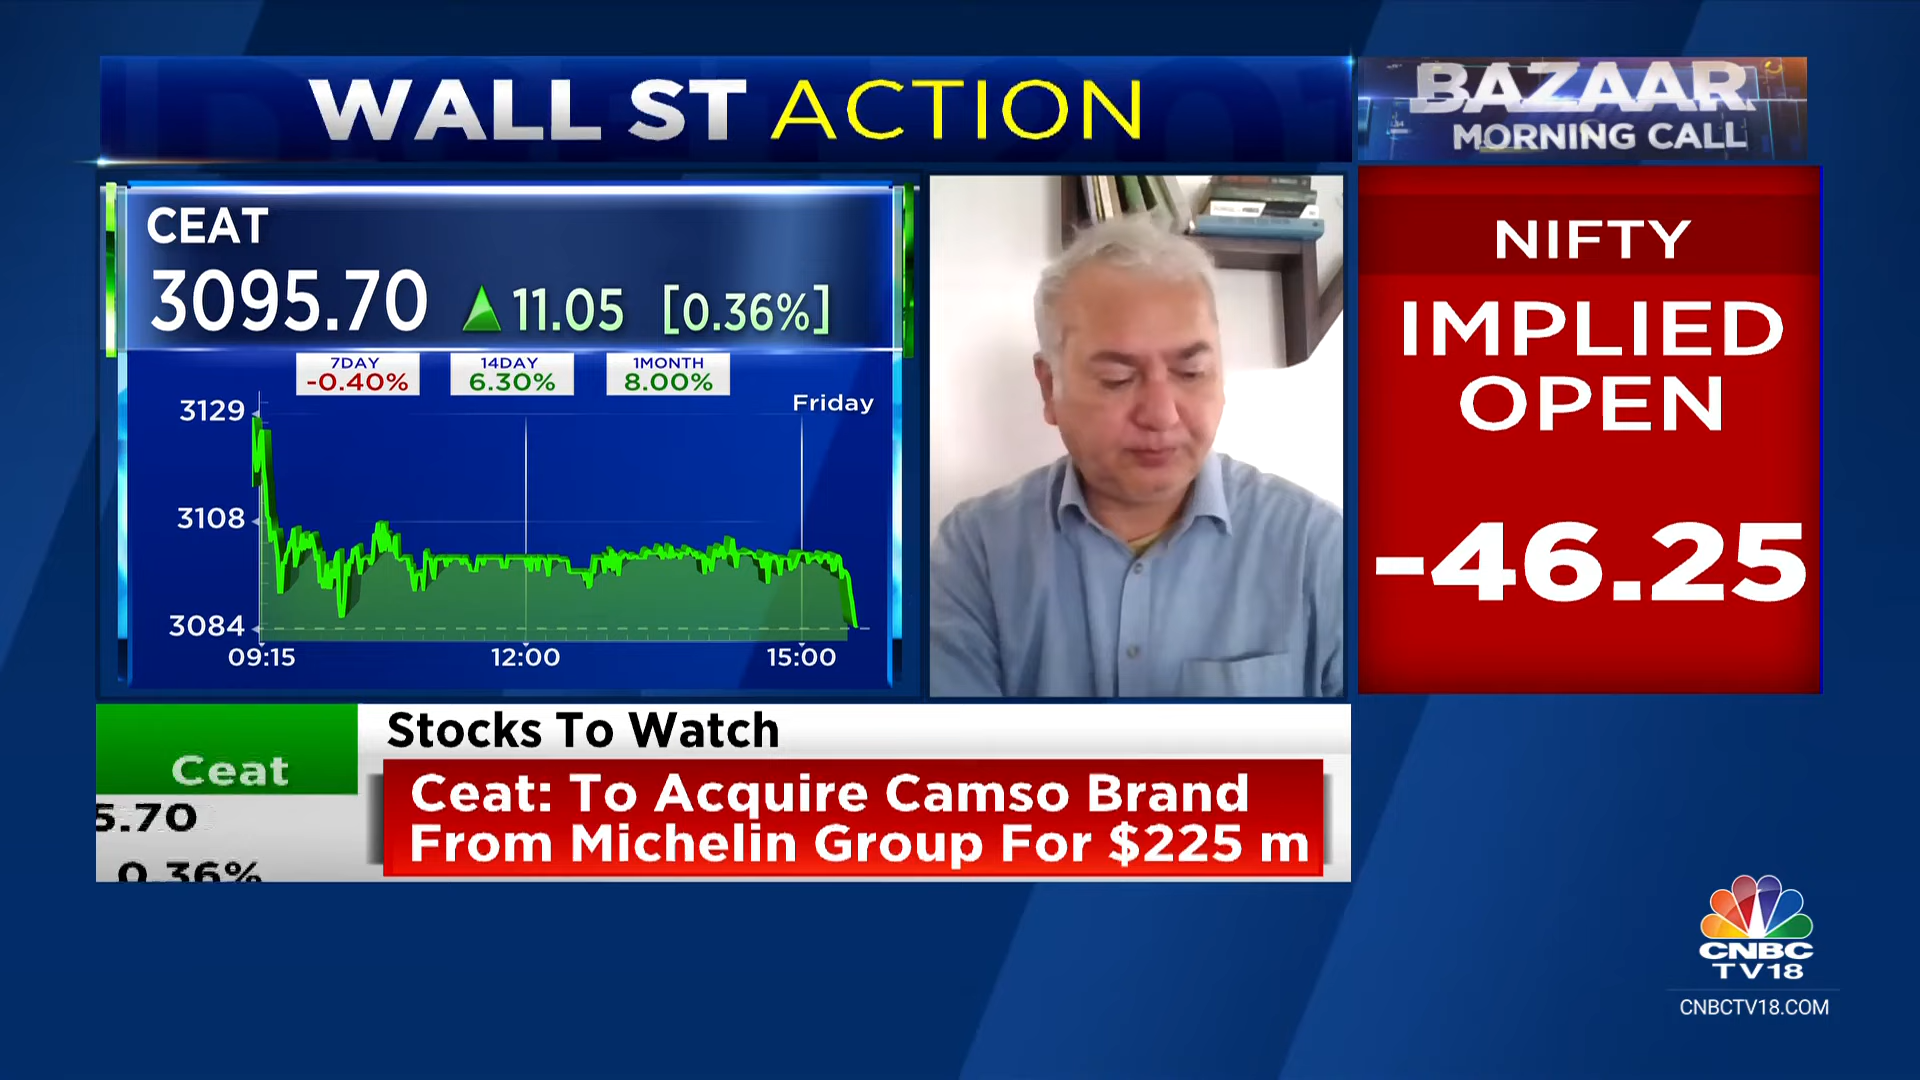 WALL ST ACTION
BAZAAR
MORNING CALL
CEAT
3095.70 11.05 [0.36%]
7DAY
-0.40%
14DAY
6.30%
1MONTH
8.00%
Friday
3129
3108
3084
09:15 12:00 15:00
NIFTY
IMPLIED
OPEN
-46.25
Ceat
5.70
0.36%
Stocks To Watch
Ceat: To Acquire Camso Brand
From Michelin Group For $225 m
CNBC
TV18
CNBCTV18.COM